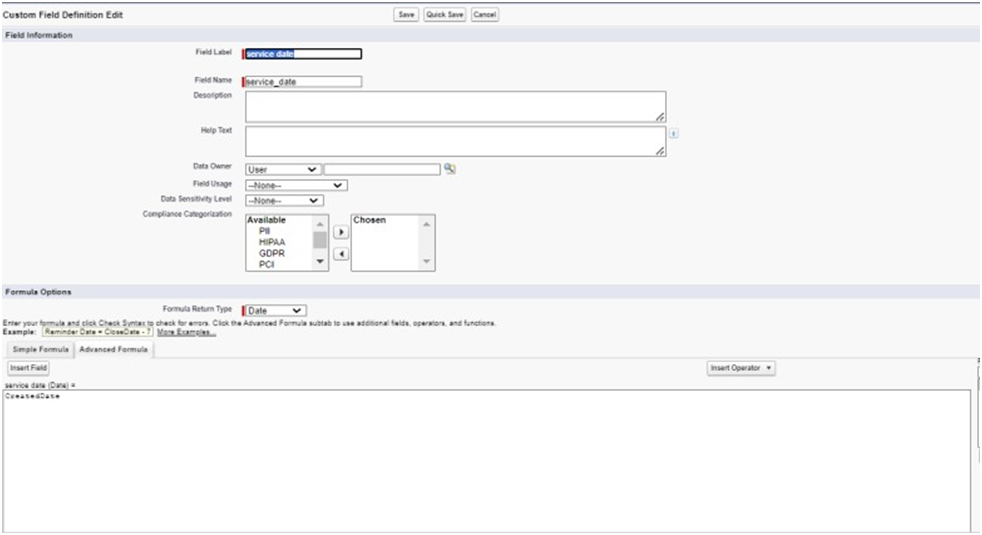 Custom Field Definition Edit Save Quick Save Cancel
Field Information
Field Label service date
Field Name service_date
Description
Help Text i
Data Owner User
Field Usage --None--
Data Sensitivity Level --None--
Compliance Categorization Available Chosen
PII
HIPAA
GDPR
PCI
Formula Options
Formula Return Type Date
Enter your formula and click Check Syntax to check for errors. Click the Advanced Formula subtab to use additional fields, operators, and functions.
Example: Reminder Date = CloseDate - 7 More Examples...
Simple Formula Advanced Formula
Insert Field Insert Operator
service date (Date) =
CreatedDate